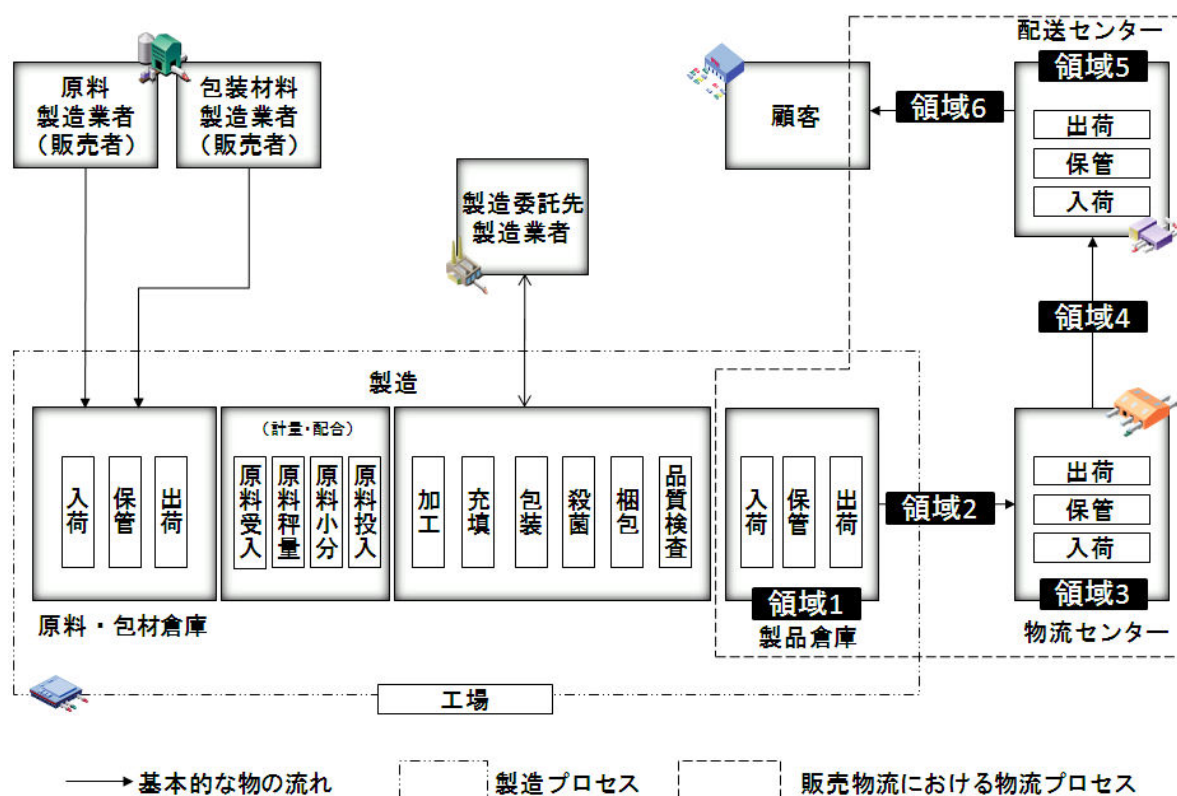 原料
製造業者
（販売者）
包装材料
製造業者
（販売者）
製造委託先
製造業者
顧客
領域6
配送センター
領域5
出荷
保管
入荷
領域4
製造
入荷
保管
出荷
原料・包材倉庫
（計量・配合）
原料受入
原料秤量
原料小分
原料投入
加工
充填
包装
殺菌
梱包
品質検査
入荷
保管
出荷
領域1
製品倉庫
領域2
出荷
保管
入荷
領域3
物流センター
工場
基本的な物の流れ
製造プロセス
販売物流における物流プロセス